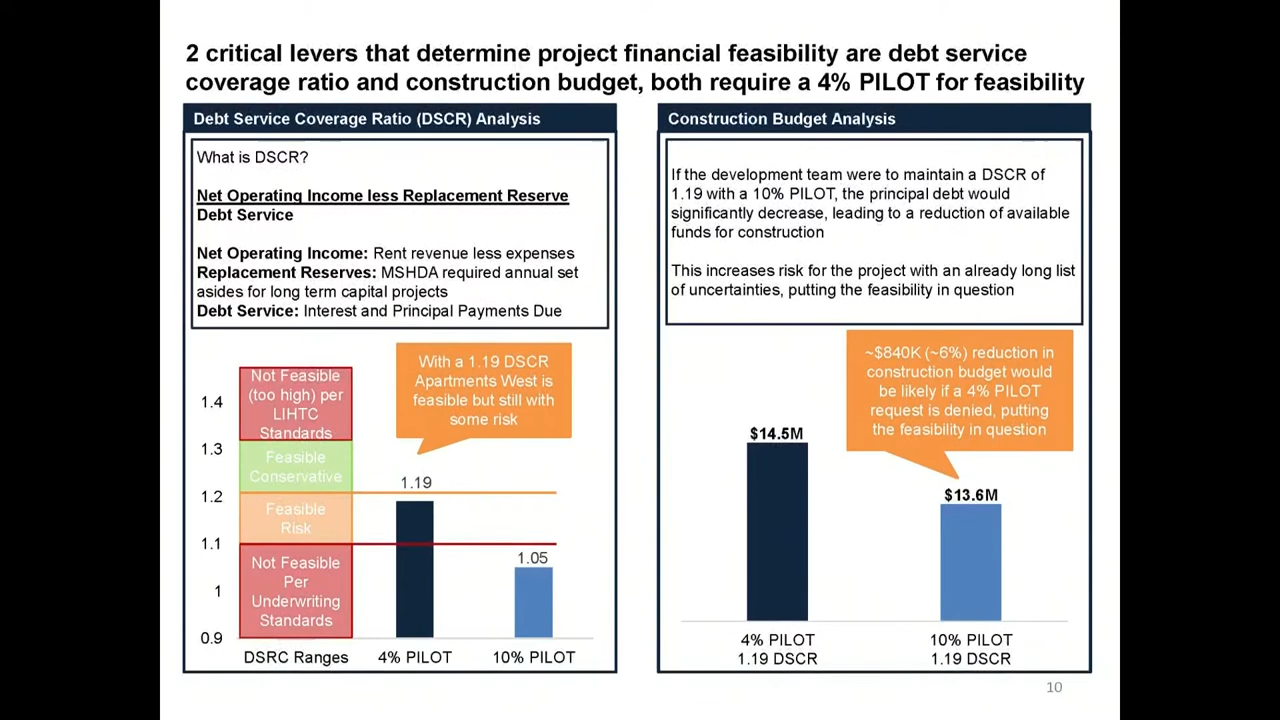 2 critical levers that determine project financial feasibility are debt service
coverage ratio and construction budget, both require a 4% PILOT for feasibility
Debt Service Coverage Ratio (DSCR) Analysis
What is DSCR?
Net Operating Income less Replacement Reserve
Debt Service
Net Operating Income: Rent revenue less expenses
Replacement Reserves: MSHDA required annual set
asides for long term capital projects
Debt Service: Interest and Principal Payments Due
With a 1.19 DSCR
Apartments West is
feasible but still with
some risk
1.4
1.3
1.2
1.1
1
0.9
Not Feasible
(too high) per
LIHTC
Standards
Feasible
Conservative
Feasible
Risk
Not Feasible
Per
Underwriting
Standards
1.19
1.05
DSRC Ranges
4% PILOT
10% PILOT
Construction Budget Analysis
If the development team were to maintain a DSCR of
1.19 with a 10% PILOT, the principal debt would
significantly decrease, leading to a reduction of available
funds for construction
This increases risk for the project with an already long list
of uncertainties, putting the feasibility in question
~$840K (~6%) reduction in
construction budget would
be likely if a 4% PILOT
request is denied, putting
the feasibility in question
$14.5M
$13.6M
4% PILOT
1.19 DSCR
10% PILOT
1.19 DSCR
10